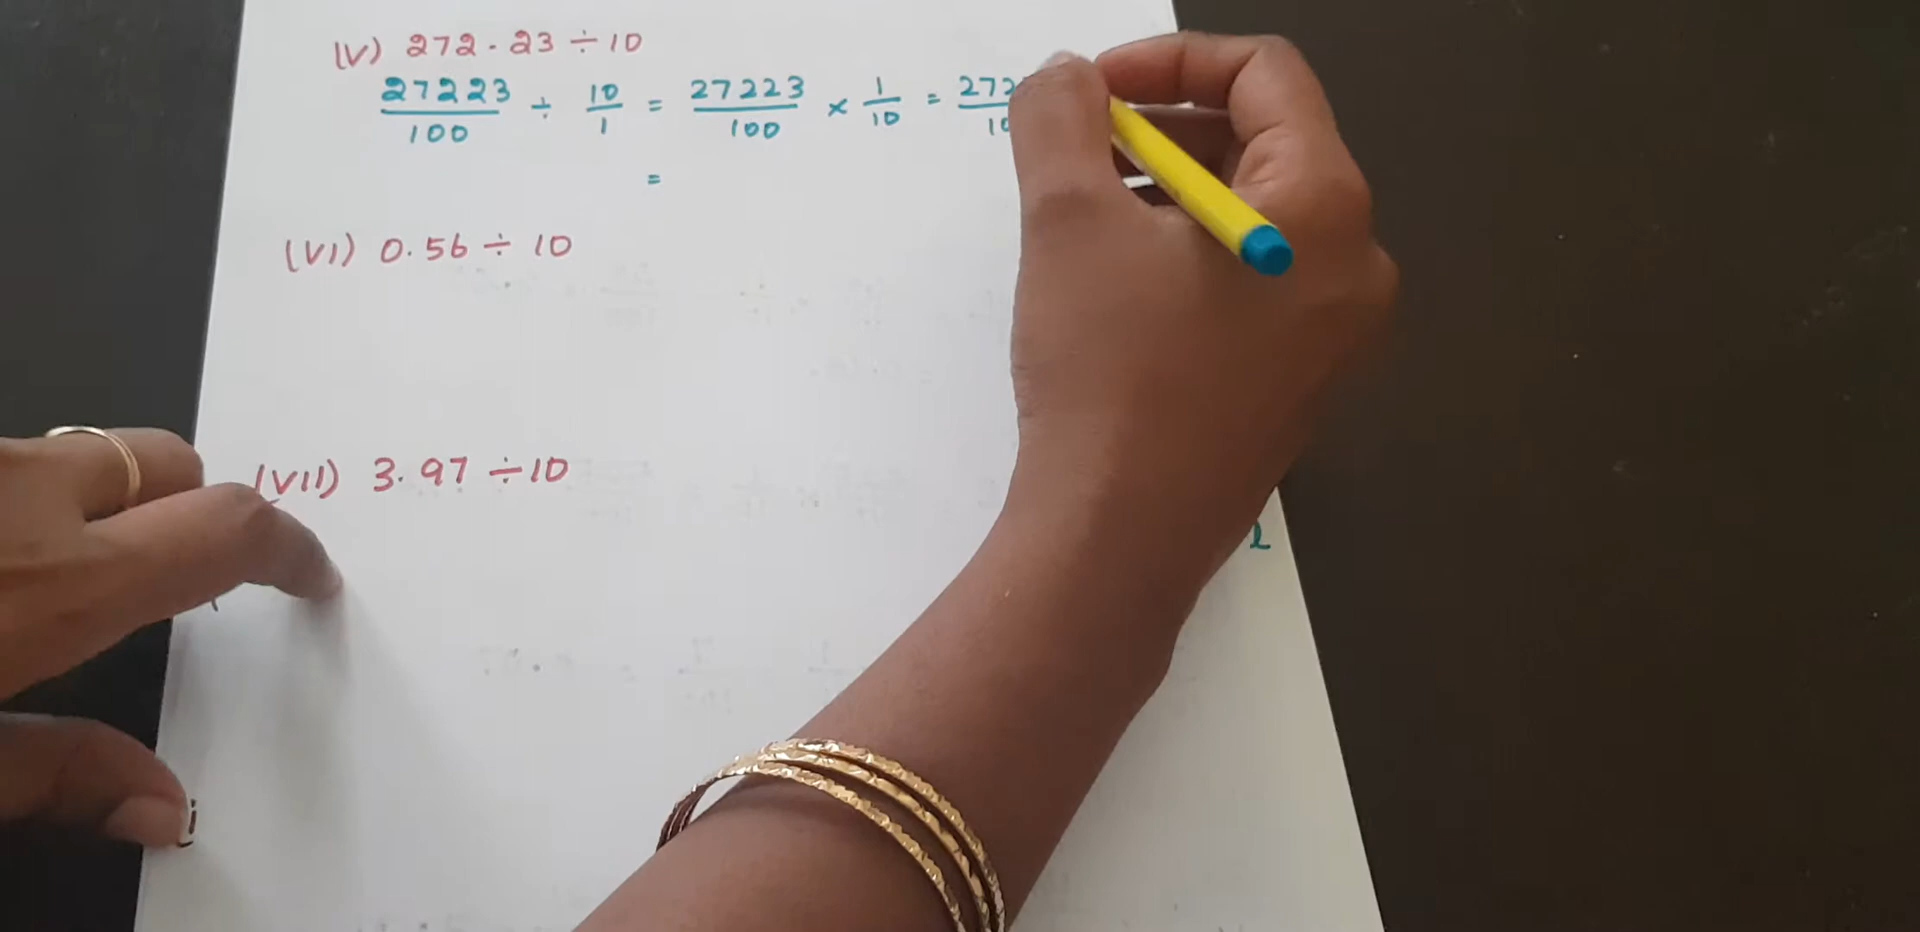 (V) 272.23 ÷ 10
27223/100 ÷ 10/1 = 27223/100 × 1/10 = 272/10
=
(VI) 0.56 ÷ 10
(VII) 3.97 ÷ 10